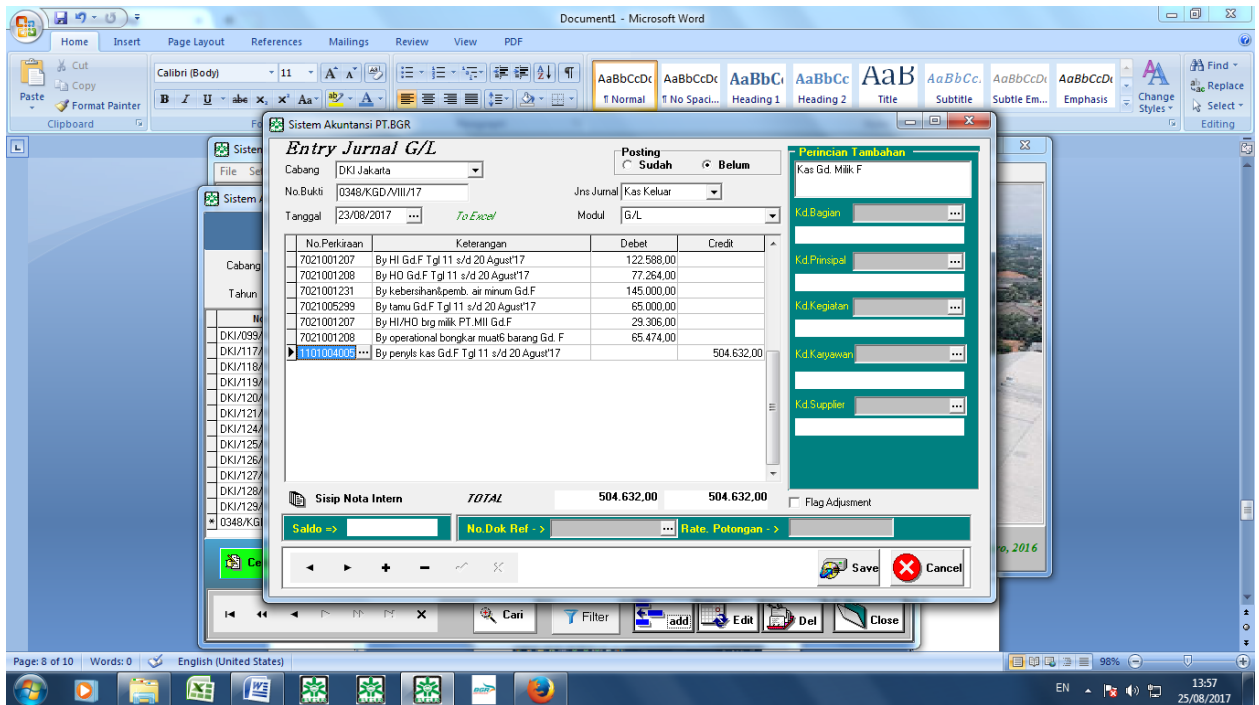 Document1 - Microsoft Word
Home Insert Page Layout References Mailings Review View PDF
Paste
Cut
Copy
Format Painter
Clipboard
Calibri (Body) 11
AaBbCcDc AaBbCcDc AaBbC AaBbCc AaB AaBbCc. AaBbCcDc AaBbCcDc
¶ Normal ¶ No Spaci... Heading 1 Heading 2 Title Subtitle Subtle Em... Emphasis
Change Styles
Find
Replace
Select
Editing
Sistem Akuntansi PT.BGR
Entry Jurnal G/L
Cabang DKI Jakarta
Posting
Sudah Belum
No.Bukti 0348/KGD/VIII/17
Jns Jurnal Kas Keluar
Tanggal 23/08/2017 ... To Excel
Modul G/L
No.Perkiraan Keterangan Debet Credit
7021001207 By HI Gd.F Tgl 11 s/d 20 Agust'17 122.588,00
7021001208 By HO Gd.F Tgl 11 s/d 20 Agust'17 77.264,00
7021001231 By kebersihan&pemb. air minum Gd.F 145.000,00
7021005299 By tamu Gd.F Tgl 11 s/d 20 Agust'17 65.000,00
7021001207 By HI/HO brg milik PT.MII Gd.F 29.306,00
7021001208 By operational bongkar muat6 barang Gd. F 65.474,00
1101004005 ... By penyls kas Gd.F Tgl 11 s/d 20 Agust'17 504.632,00
Sisip Nota Intern TOTAL 504.632,00 504.632,00
Flag Adjusment
Saldo => No.Dok Ref - > ... Rate. Potongan - >
Save Cancel
Perincian Tambahan
Kas Gd. Milik F
Kd.Bagian ...
Kd.Prinsipal ...
Kd.Kegiatan ...
Kd.Karyawan ...
Kd.Supplier ...
Sistem
File Se
Sistem A
Cabang
Tahun
No
DKI/099/
DKI/117/
DKI/118/
DKI/119/
DKI/120/
DKI/121/
DKI/124/
DKI/125/
DKI/126/
DKI/127/
DKI/128/
DKI/129/
0348/KGI
Ce
ro, 2016
Cari Filter add Edit Del Close
Page: 8 of 10 Words: 0 English (United States) 98%
EN 13:57
25/08/2017